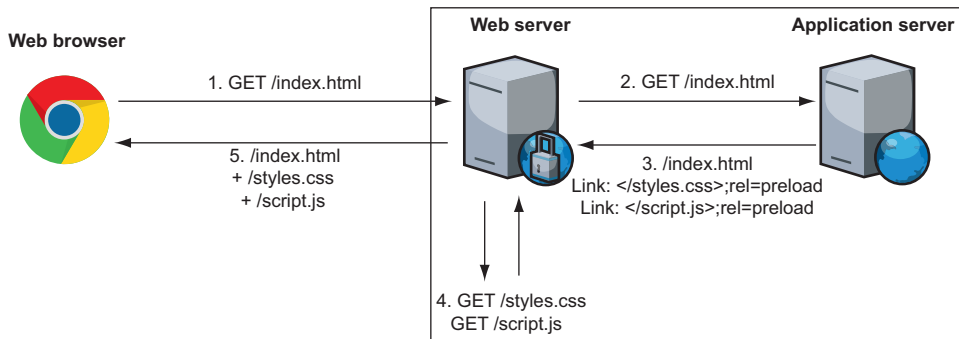 Web browser
Web server
Application server
1. GET /index.html
2. GET /index.html
5. /index.html
+ /styles.css
+ /script.js
3. /index.html
Link: </styles.css>;rel=preload
Link: </script.js>;rel=preload
4. GET /styles.css
GET /script.js